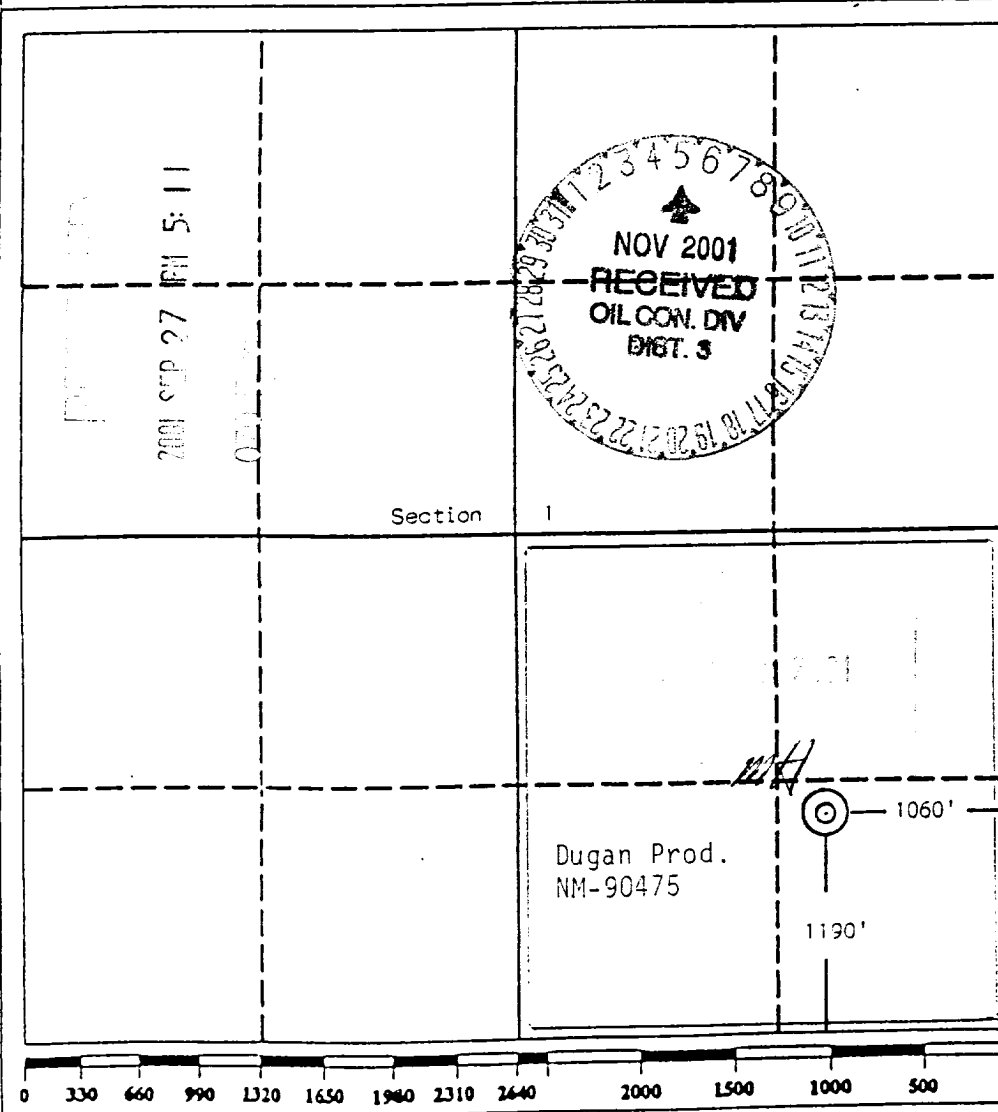 2001 SEP 27 PM 5: 11
1 2 3 4 5 6 7 8 9 10 11 12 13 14 15 16 17 18 19 20 21 22 23 24 25 26 27 28 29 30 31
NOV 2001
RECEIVED
OIL CON. DIV
DIST. 3
Section 1
1060'
Dugan Prod.
NM-90475
1190'
0 330 660 990 1320 1650 1980 2310 2640 2000 1500 1000 500